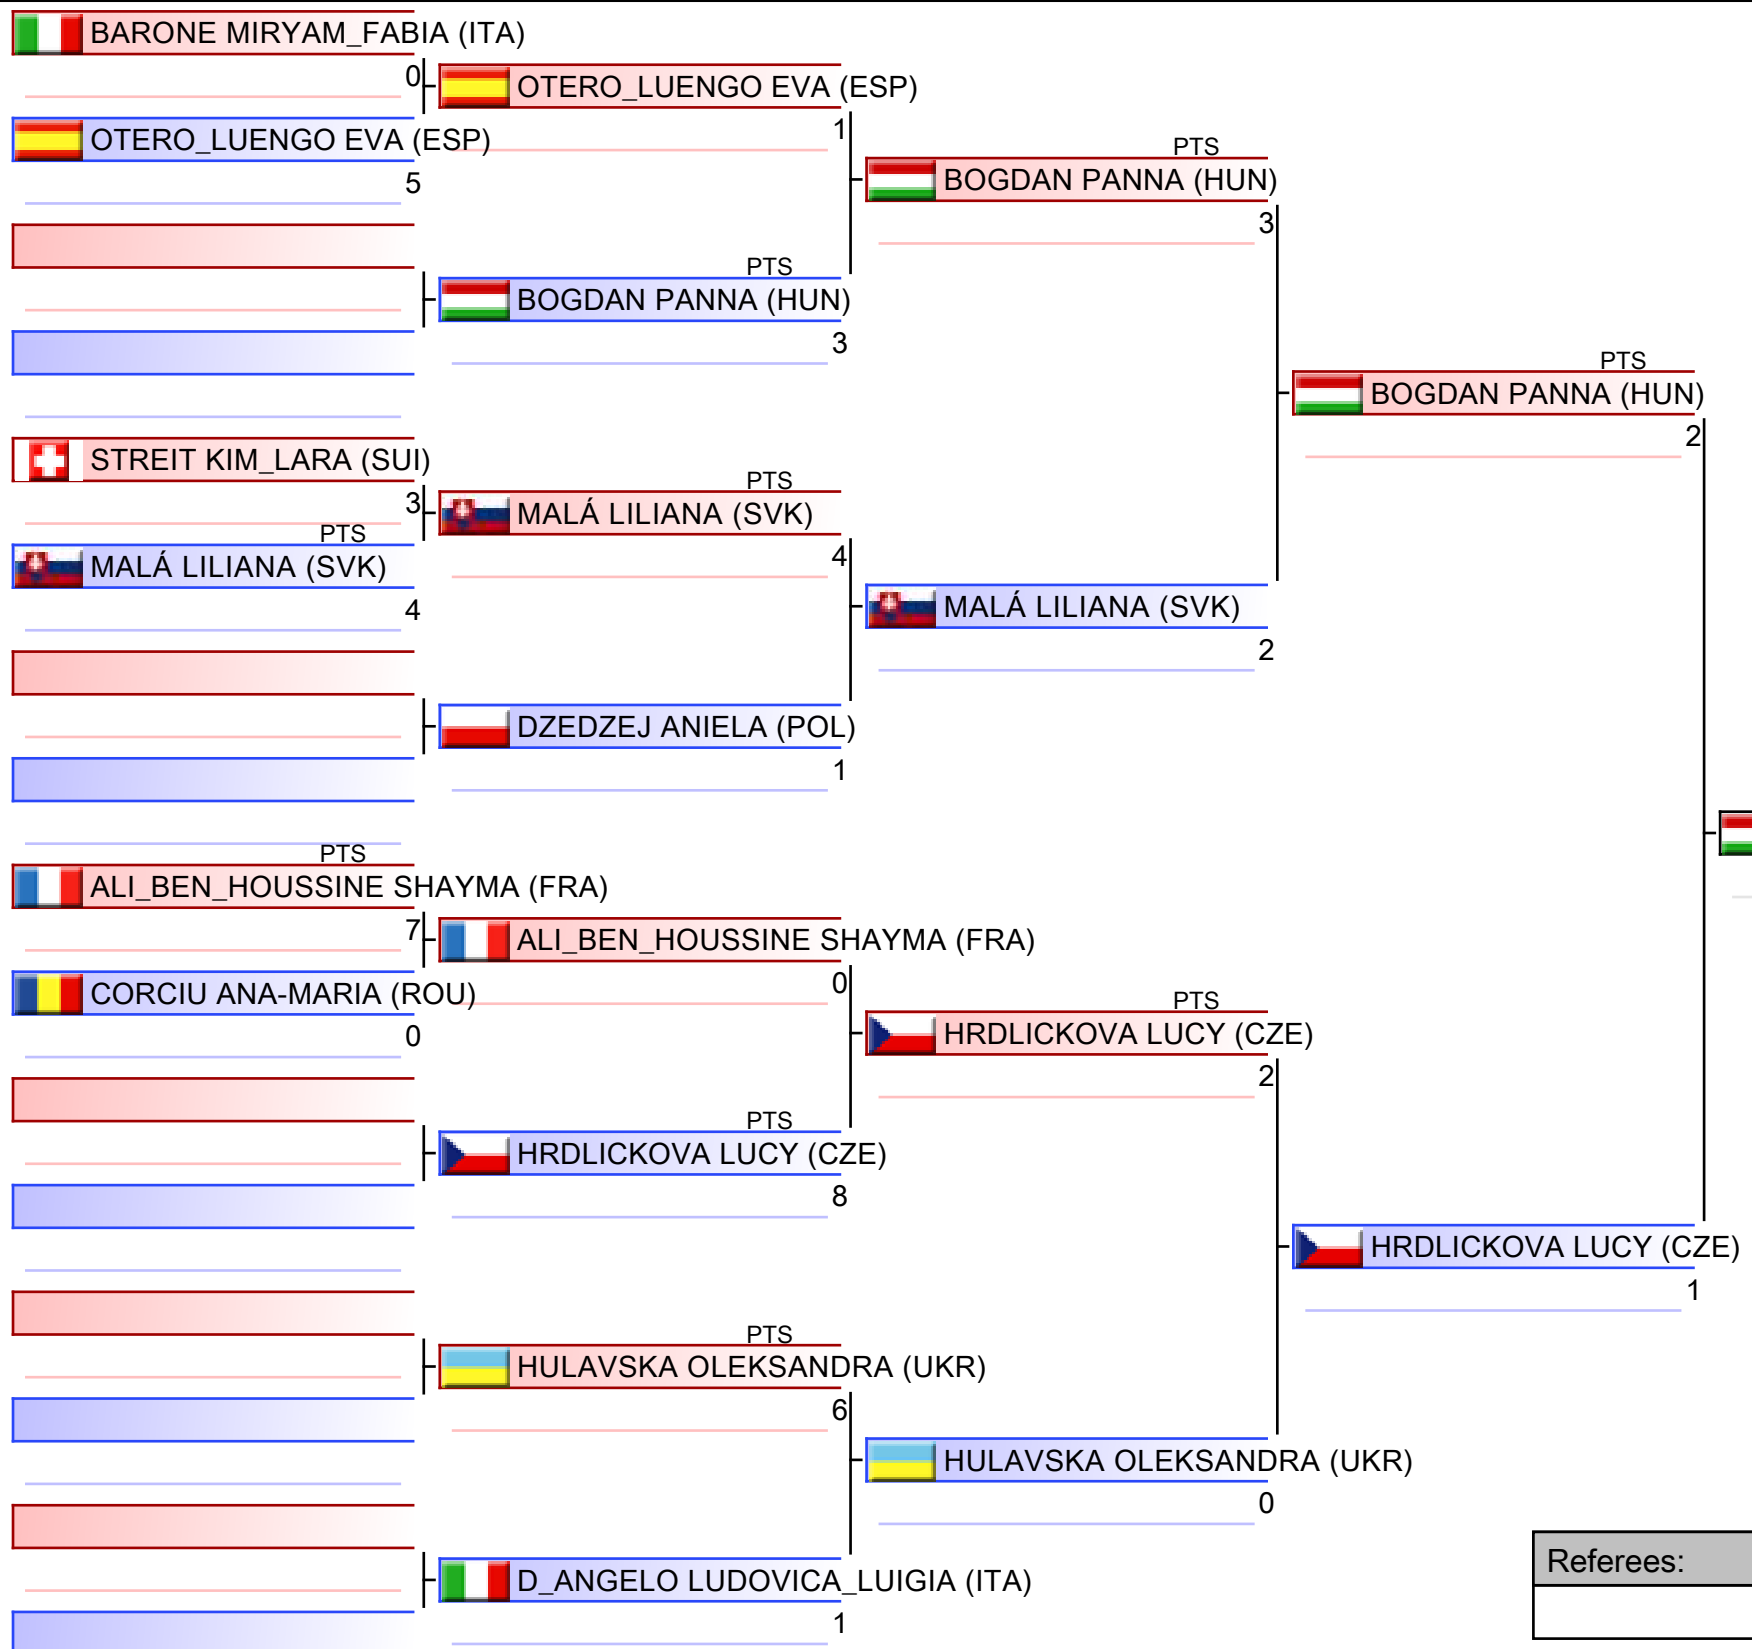 BARONE MIRYAM_FABIA (ITA)
0
OTERO_LUENGO EVA (ESP)
5
STREIT KIM_LARA (SUI)
3
PTS
MALÁ LILIANA (SVK)
4
PTS
ALI_BEN_HOUSSINE SHAYMA (FRA)
7
CORCIU ANA-MARIA (ROU)
0
OTERO_LUENGO EVA (ESP)
1
PTS
BOGDAN PANNA (HUN)
3
PTS
MALÁ LILIANA (SVK)
4
DZEDZEJ ANIELA (POL)
1
ALI_BEN_HOUSSINE SHAYMA (FRA)
0
PTS
HRDLICKOVA LUCY (CZE)
8
PTS
HULAVSKA OLEKSANDRA (UKR)
6
D_ANGELO LUDOVICA_LUIGIA (ITA)
1
PTS
BOGDAN PANNA (HUN)
3
MALÁ LILIANA (SVK)
2
PTS
HRDLICKOVA LUCY (CZE)
2
HULAVSKA OLEKSANDRA (UKR)
0
PTS
BOGDAN PANNA (HUN)
2
HRDLICKOVA LUCY (CZE)
1
Referees: